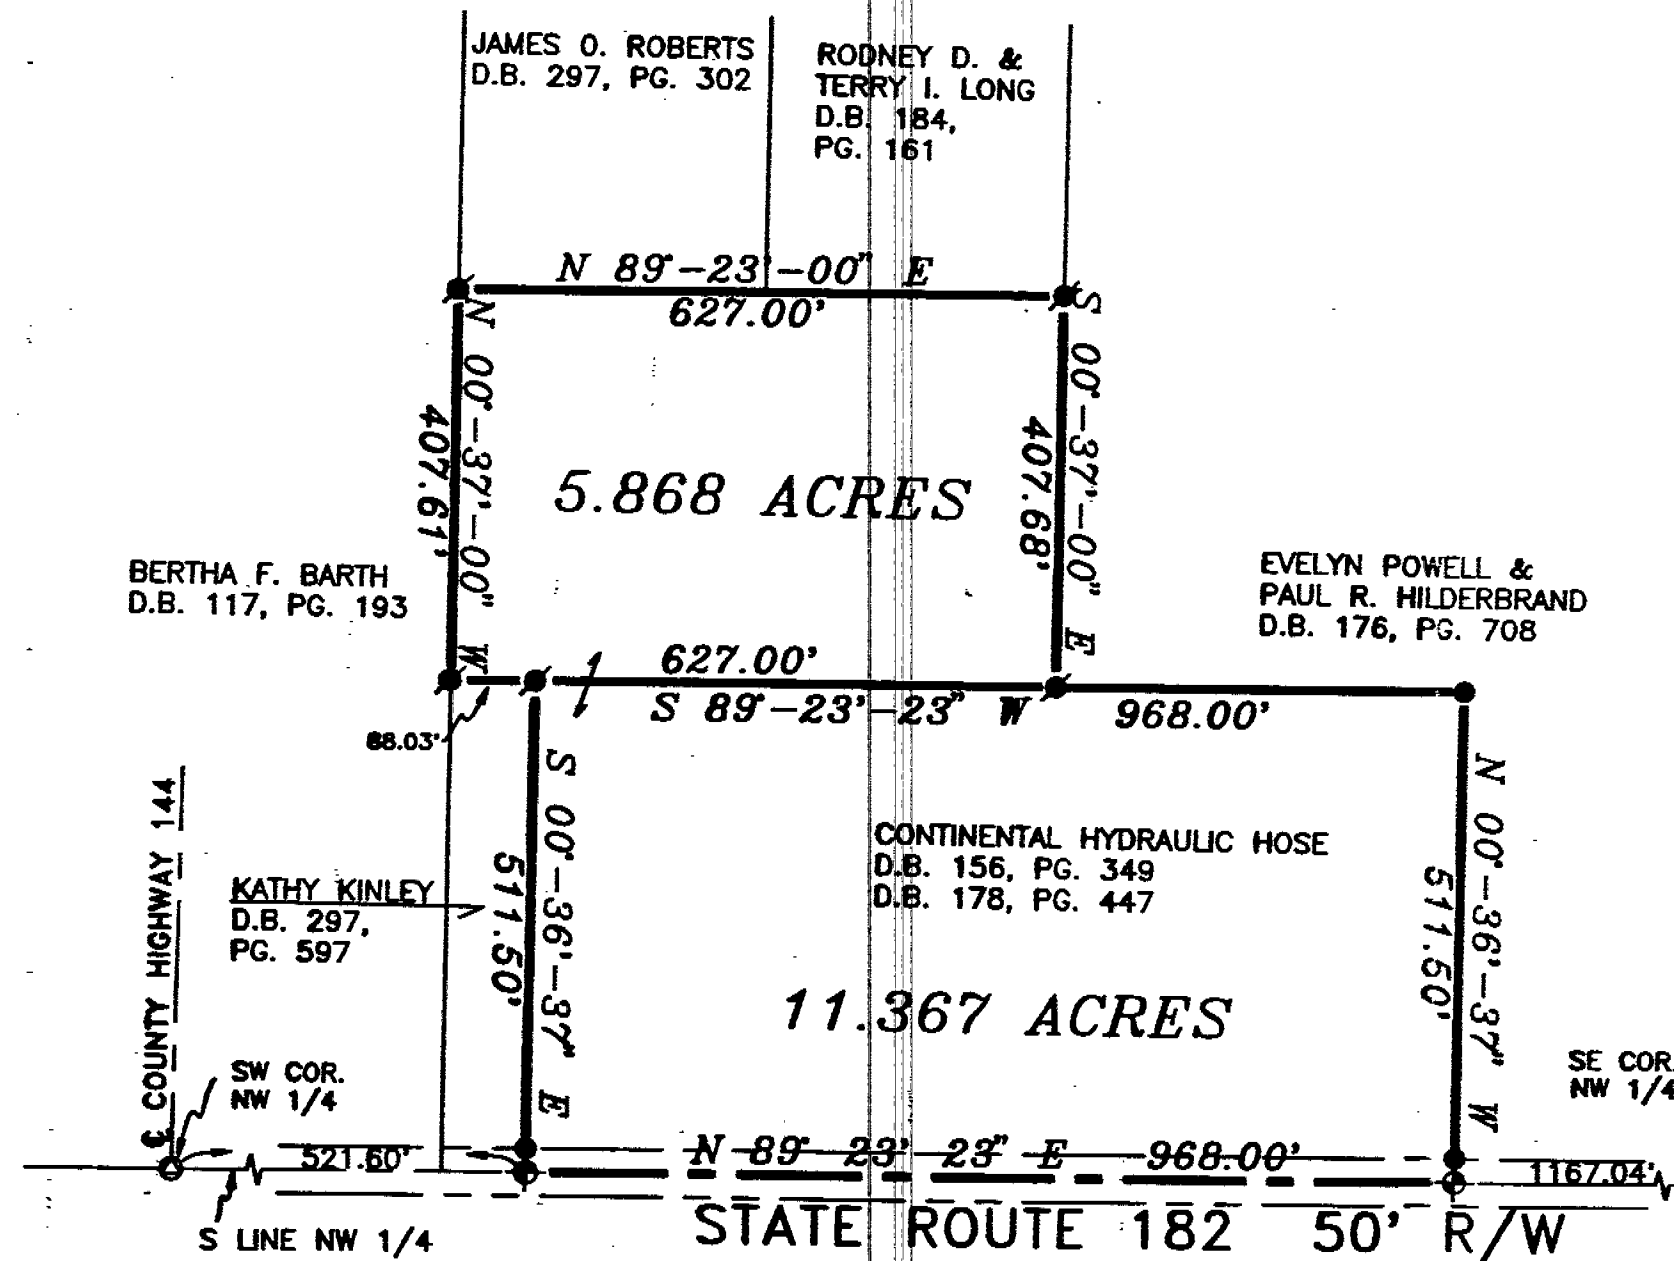 JAMES O. ROBERTS
D.B. 297, PG. 302
RODNEY D. &
TERRY I. LONG
D.B. 184,
PG. 161
N 89°-23'-00" E
627.00'
N 00°-37'-00" W
407.61'
S 00°-37'-00" E
407.68'
5.868 ACRES
BERTHA F. BARTH
D.B. 117, PG. 193
EVELYN POWELL &
PAUL R. HILDERBRAND
D.B. 176, PG. 708
627.00'
S 89°-23'-23" W
968.00'
88.03'
S 00°-36'-37" E
511.50'
N 00°-36'-37" W
511.50'
CONTINENTAL HYDRAULIC HOSE
D.B. 156, PG. 349
D.B. 178, PG. 447
℄ COUNTY HIGHWAY 144
KATHY KINLEY
D.B. 297,
PG. 597
11.367 ACRES
SW COR.
NW 1/4
SE COR.
NW 1/4
521.60'
N 89° 23' 23" E 968.00'
1167.04'
S LINE NW 1/4
STATE ROUTE 182 50' R/W